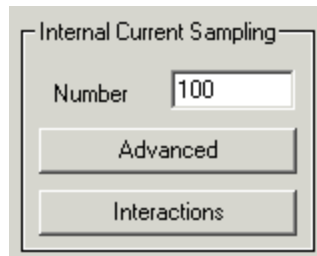 Internal Current Sampling
Number 100
Advanced
Interactions